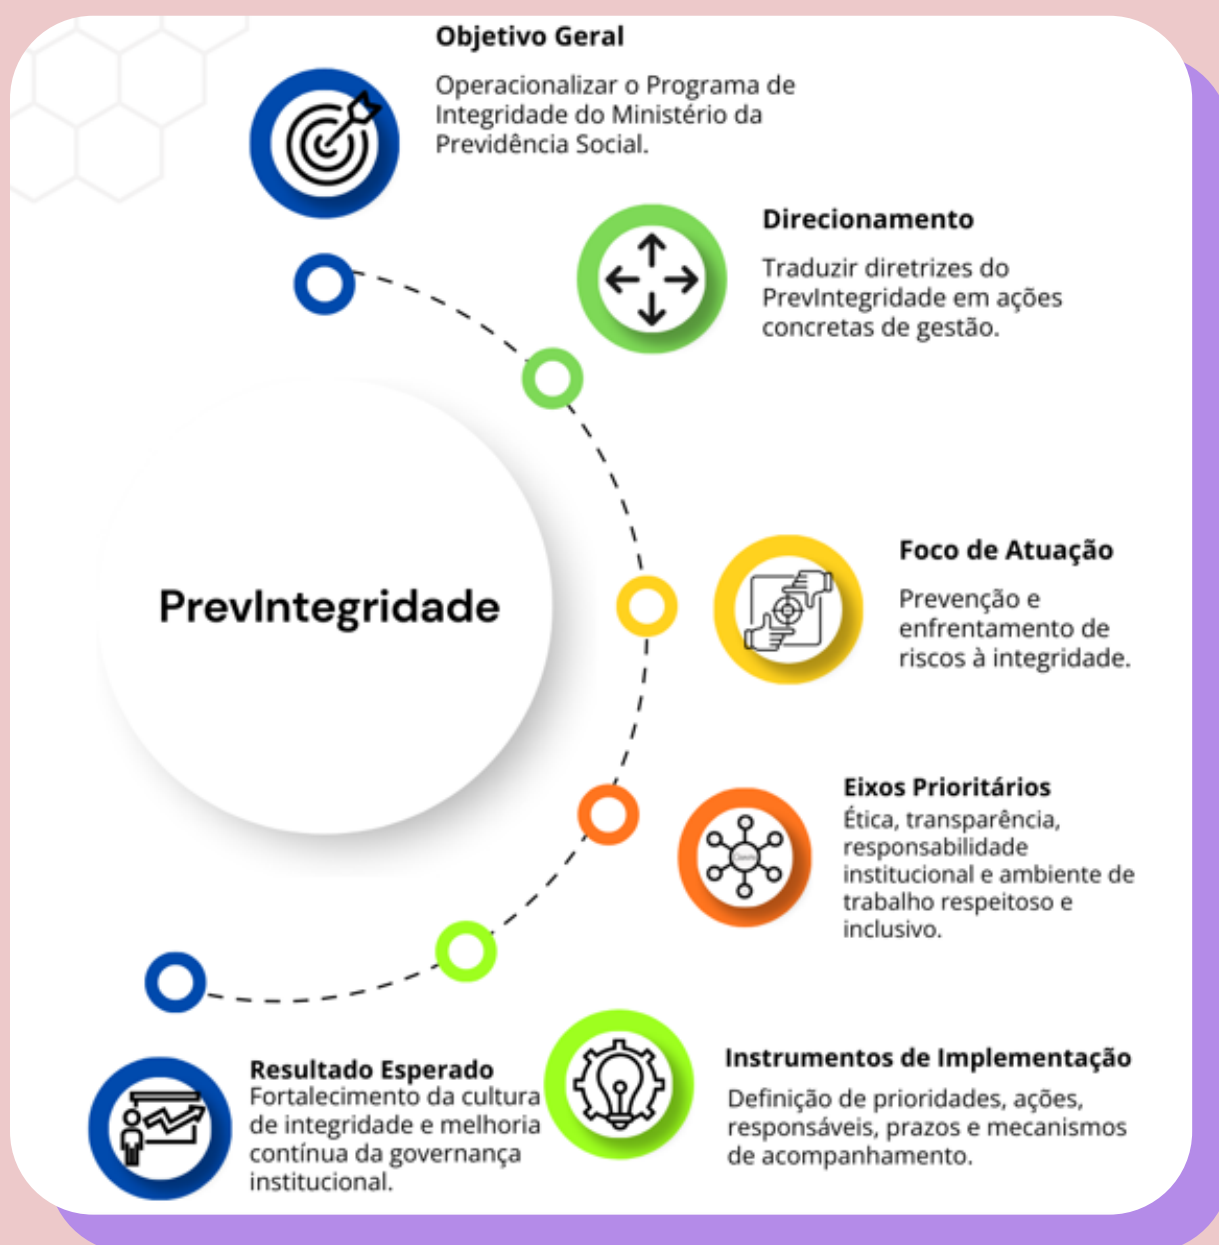 Objetivo Geral
Operacionalizar o Programa de
Integridade do Ministério da
Previdência Social.
Direcionamento
Traduzir diretrizes do
PrevIntegridade em ações
concretas de gestão.
PrevIntegridade
Foco de Atuação
Prevenção e
enfrentamento de
riscos à integridade.
Eixos Prioritários
Ética, transparência,
responsabilidade
institucional e ambiente de
trabalho respeitoso e
inclusivo.
Instrumentos de Implementação
Definição de prioridades, ações,
responsáveis, prazos e mecanismos
de acompanhamento.
Resultado Esperado
Fortalecimento da cultura
de integridade e melhoria
contínua da governança
institucional.